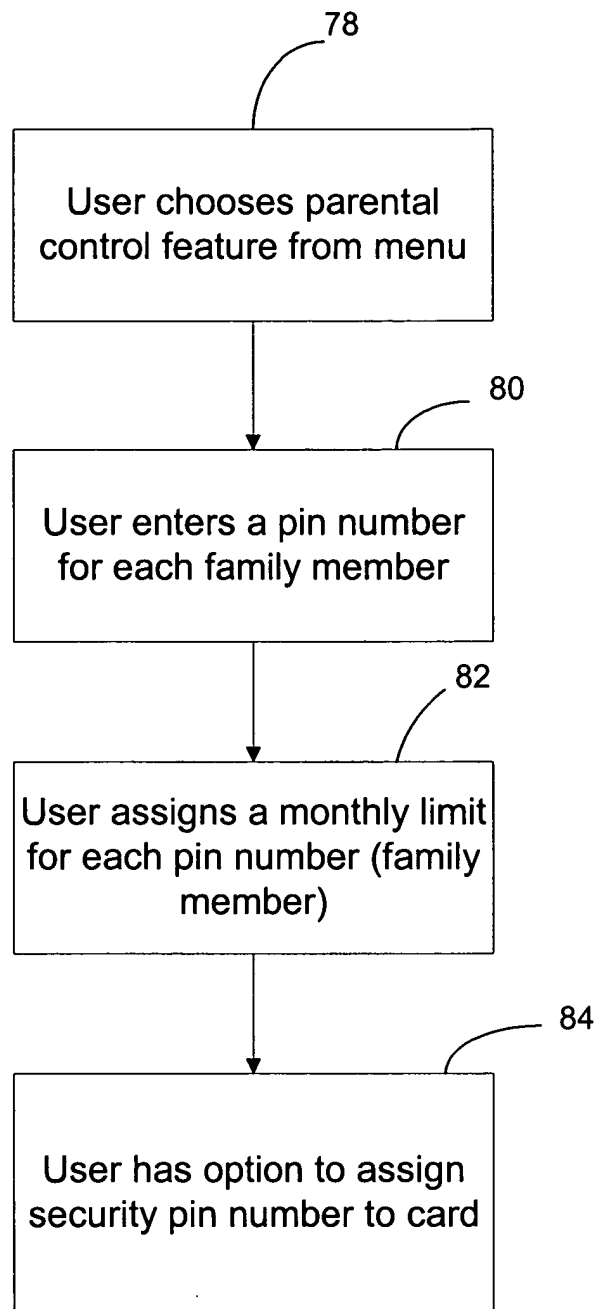 78
User chooses parental
control feature from menu
80
User enters a pin number
for each family member
82
User assigns a monthly limit
for each pin number (family
member)
84
User has option to assign
security pin number to card